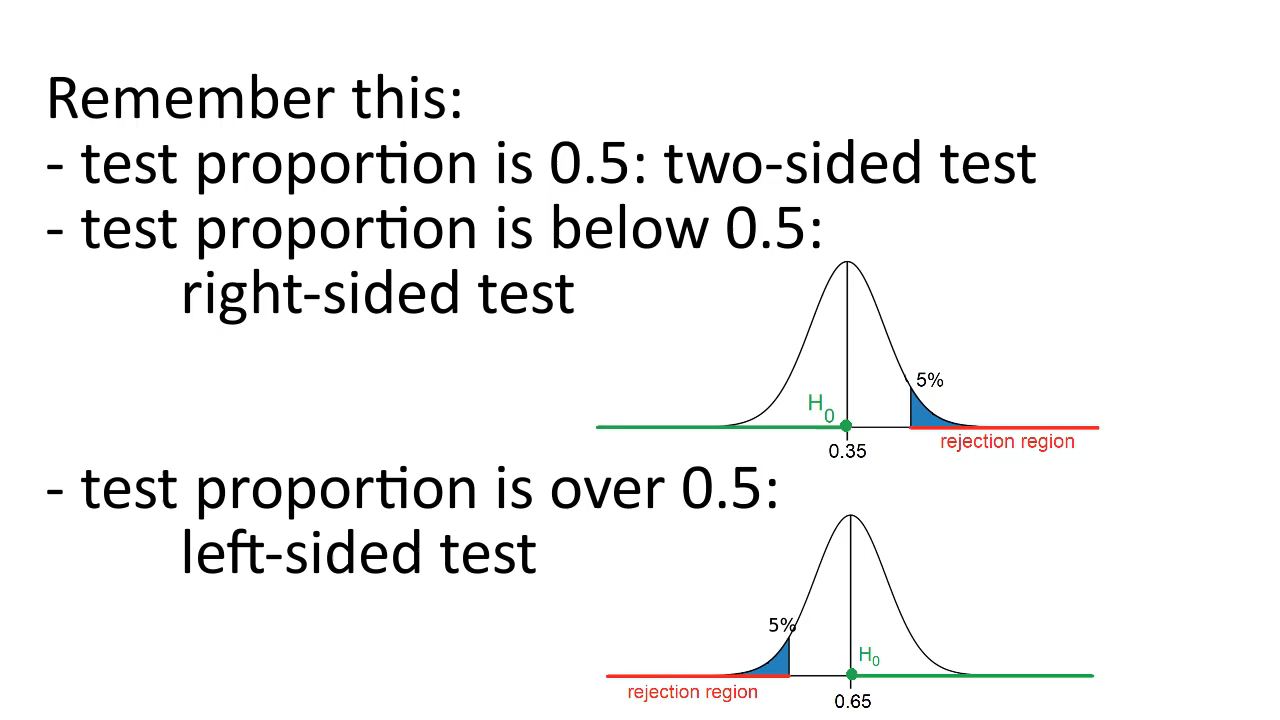 Remember this:
- test proportion is 0.5: two-sided test
- test proportion is below 0.5:
right-sided test
5%
H0
0.35
rejection region
- test proportion is over 0.5:
left-sided test
5%
H0
rejection region
0.65